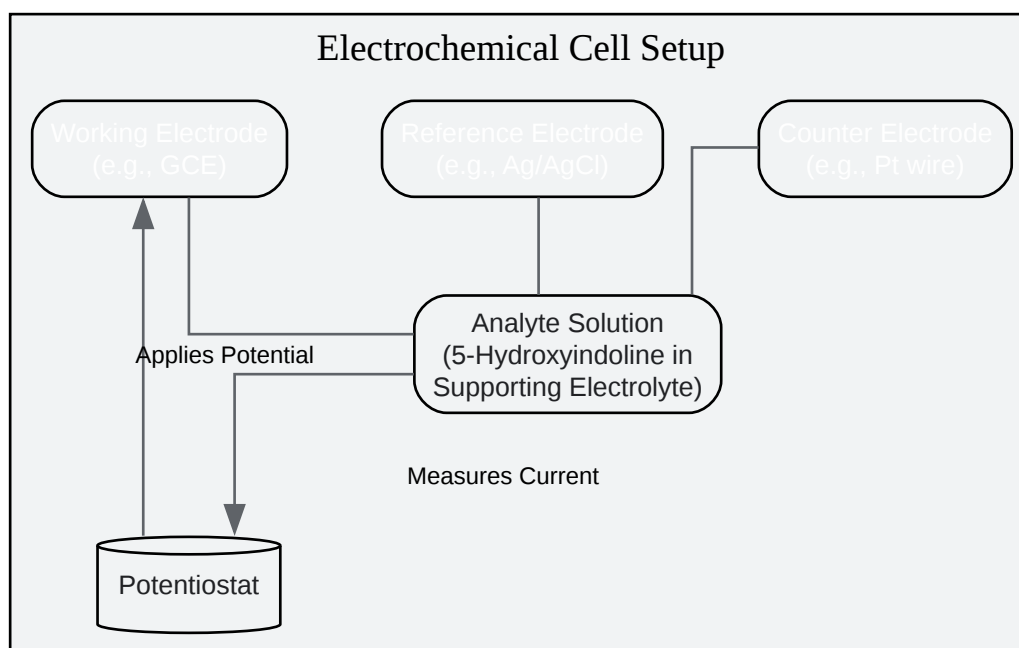 Electrochemical Cell Setup
Working Electrode
(e.g., GCE)
Reference Electrode
(e.g., Ag/AgCl)
Counter Electrode
(e.g., Pt wire)
Analyte Solution
(5-Hydroxyindoline in
Supporting Electrolyte)
Applies Potential
Measures Current
Potentiostat